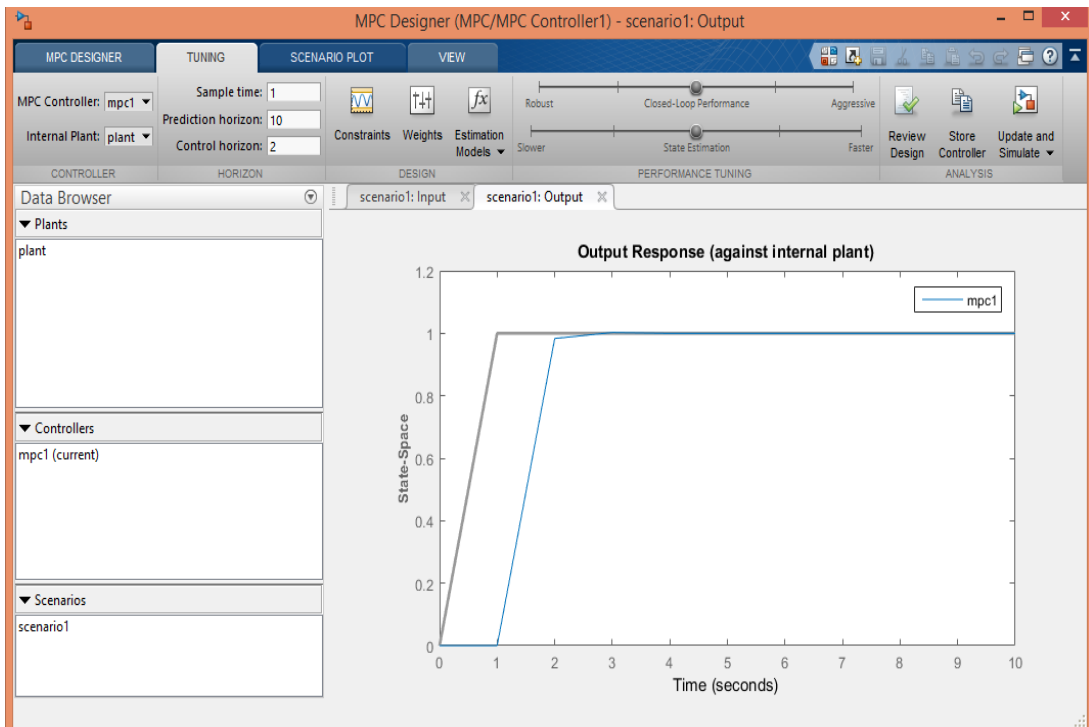 MPC Designer (MPC/MPC Controller1) - scenario1: Output
MPC DESIGNER TUNING SCENARIO PLOT VIEW
MPC Controller: mpc1
Internal Plant: plant
CONTROLLER
Sample time: 1
Prediction horizon: 10
Control horizon: 2
HORIZON
Constraints Weights Estimation Models
DESIGN
Robust Closed-Loop Performance Aggressive
Slower State Estimation Faster
PERFORMANCE TUNING
Review Design Store Controller Update and Simulate
ANALYSIS
Data Browser
Plants
plant
Controllers
mpc1 (current)
Scenarios
scenario1
scenario1: Input scenario1: Output
Output Response (against internal plant)
mpc1
State-Space
1.2
1
0.8
0.6
0.4
0.2
0
0 1 2 3 4 5 6 7 8 9 10
Time (seconds)